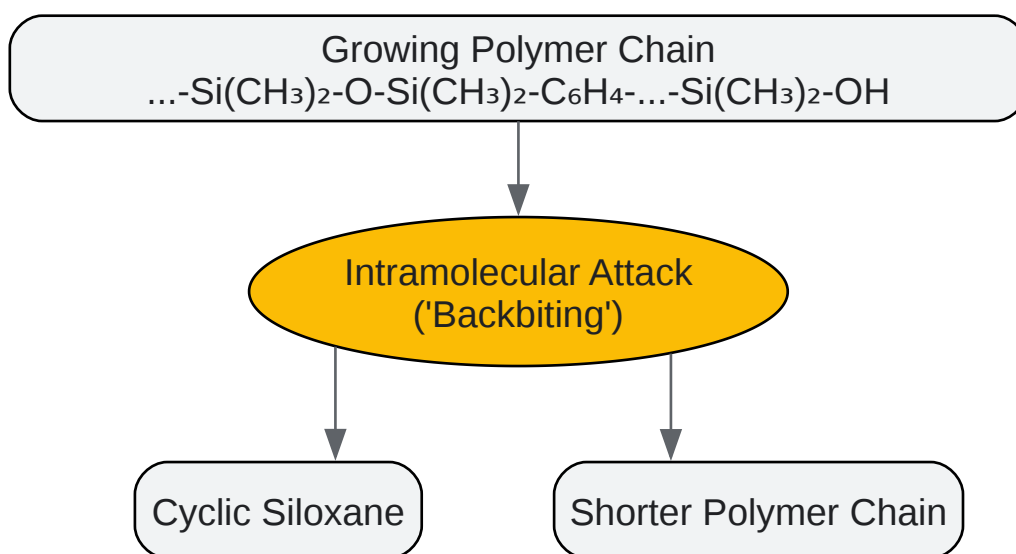 Growing Polymer Chain
...-Si(CH₃)₂-O-Si(CH₃)₂-C₆H₄-...-Si(CH₃)₂-OH
Intramolecular Attack
('Backbiting')
Cyclic Siloxane
Shorter Polymer Chain